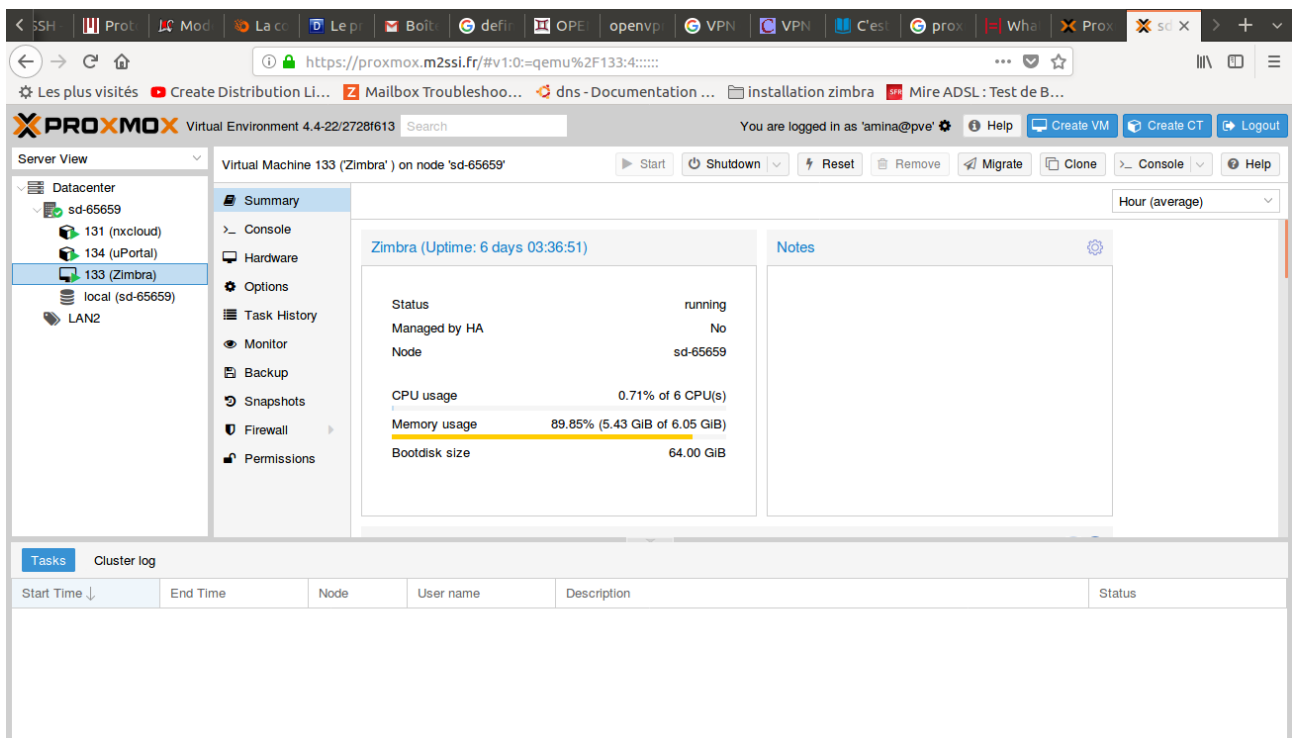 SSH Prot Mod La co Le pr Boît defin OPE openvp VPN VPN C'est prox Wha Prox sd
https://proxmox.m2ssi.fr/#v1:0:=qemu%2F133:4::::::
Les plus visités Create Distribution Li... Mailbox Troubleshoo... dns - Documentation ... installation zimbra Mire ADSL : Test de B...
PROXMOX Virtual Environment 4.4-22/2728f613 Search You are logged in as 'amina@pve' Help Create VM Create CT Logout
Server View
Virtual Machine 133 ('Zimbra' ) on node 'sd-65659' Start Shutdown Reset Remove Migrate Clone Console Help
Datacenter
sd-65659
131 (nxcloud)
134 (uPortal)
133 (Zimbra)
local (sd-65659)
LAN2
Summary
Console
Hardware
Options
Task History
Monitor
Backup
Snapshots
Firewall
Permissions
Hour (average)
Zimbra (Uptime: 6 days 03:36:51)
Status running
Managed by HA No
Node sd-65659
CPU usage 0.71% of 6 CPU(s)
Memory usage 89.85% (5.43 GiB of 6.05 GiB)
Bootdisk size 64.00 GiB
Notes
Tasks Cluster log
Start Time End Time Node User name Description Status